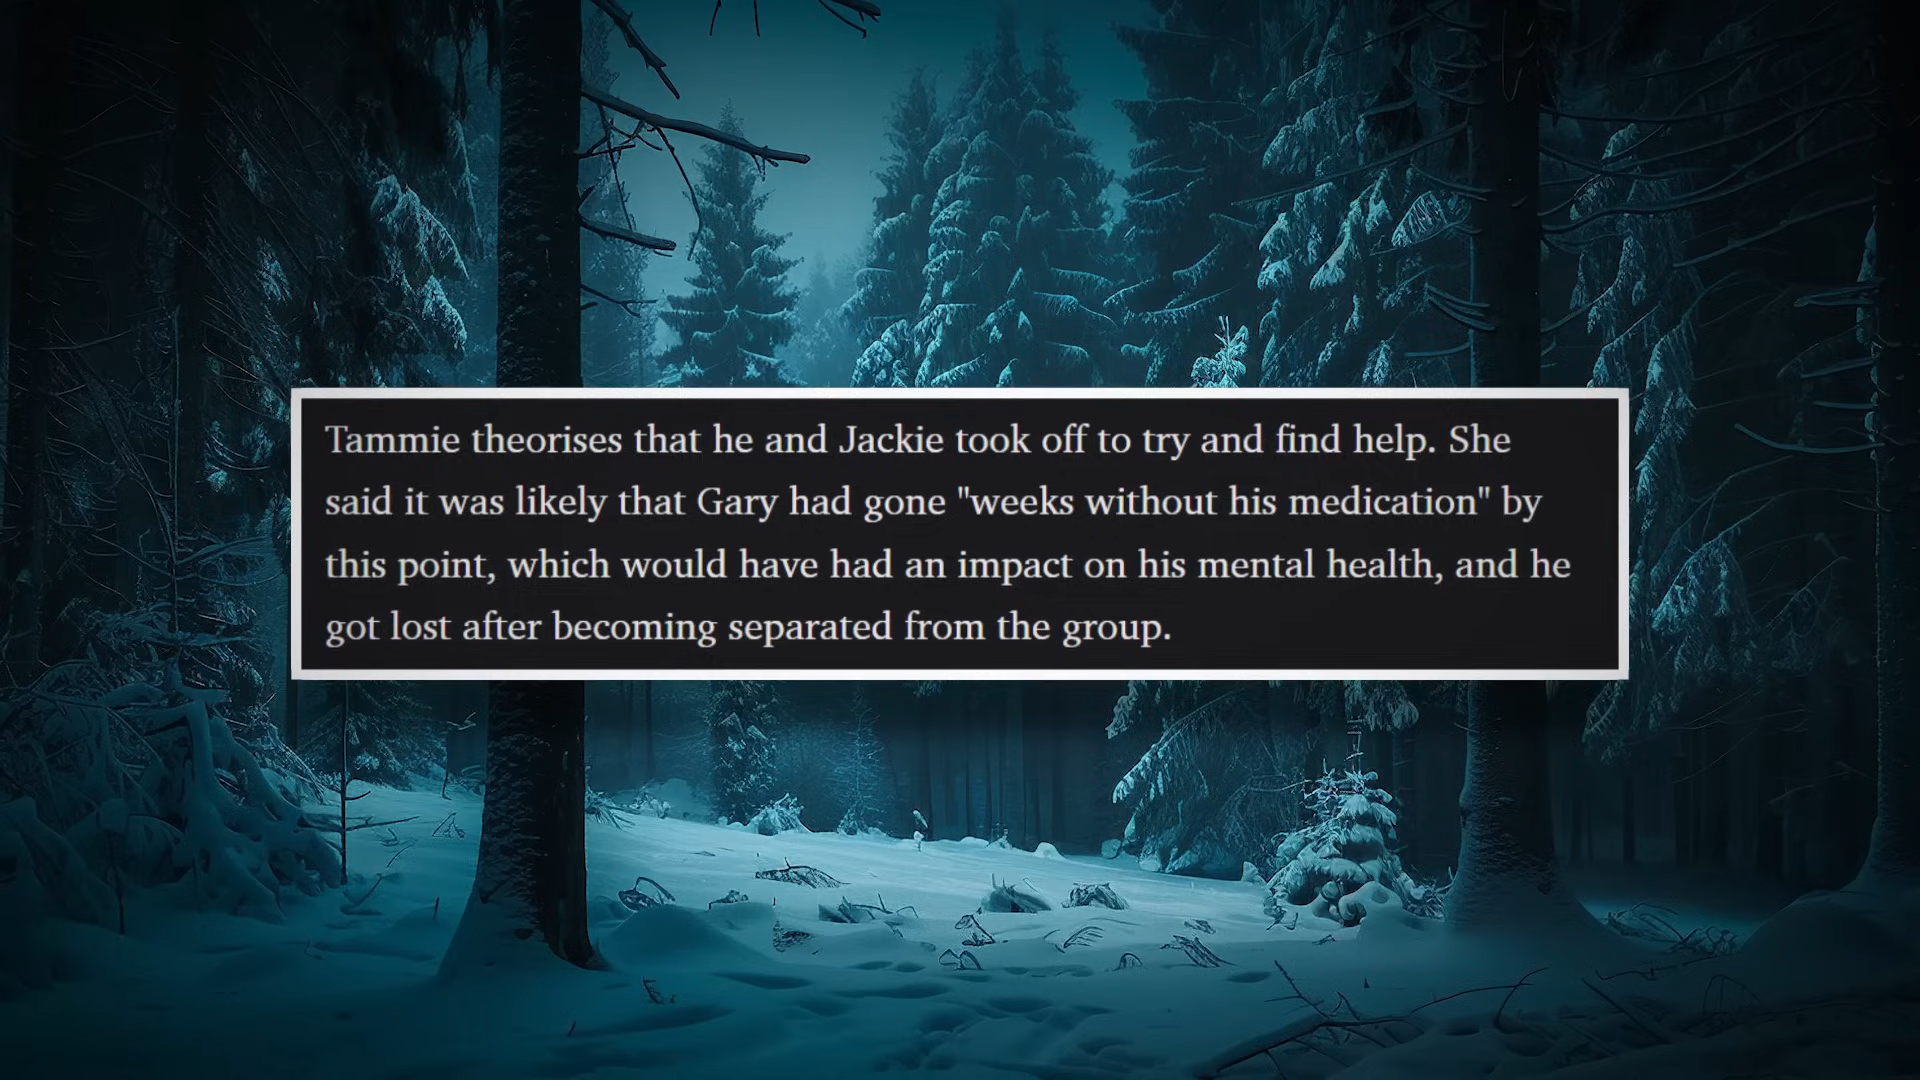 Tammie theorises that he and Jackie took off to try and find help. She
said it was likely that Gary had gone "weeks without his medication" by
this point, which would have had an impact on his mental health, and he
got lost after becoming separated from the group.